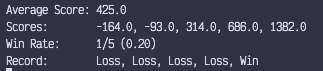 Average Score: 425.0
Scores:        -164.0, -93.0, 314.0, 686.0, 1382.0
Win Rate:      1/5 (0.20)
Record:        Loss, Loss, Loss, Loss, Win